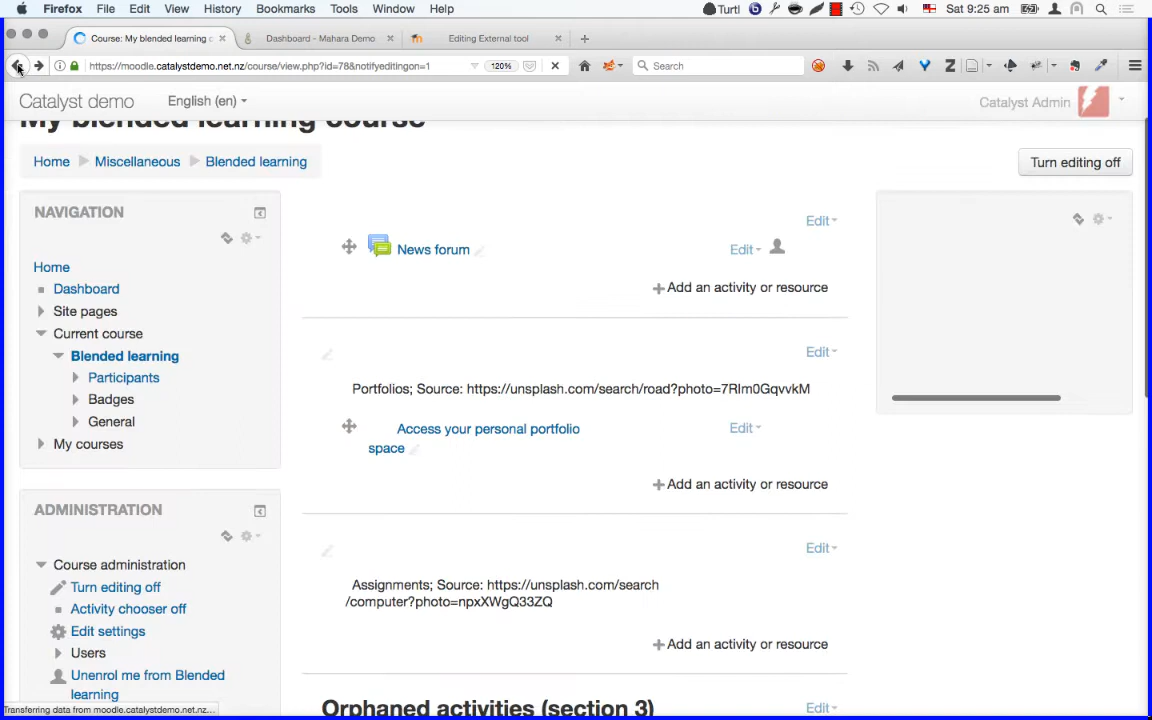 Firefox File Edit View History Bookmarks Tools Window Help Turtl Sat 9:25 am
Course: My blended learning c Dashboard - Mahara Demo Editing External tool
https://moodle.catalystdemo.net.nz/course/view.php?id=78&notifyeditingon=1 120% Search
Catalyst demo English (en) Catalyst Admin
My blended learning course
Home Miscellaneous Blended learning Turn editing off
NAVIGATION
Edit
News forum Edit
Home
Dashboard
Add an activity or resource
Site pages
Current course
Blended learning
Edit
Participants
Portfolios; Source: https://unsplash.com/search/road?photo=7RIm0GqvvkM
Badges
General
Access your personal portfolio
space
Edit
My courses
Add an activity or resource
ADMINISTRATION
Edit
Course administration
Turn editing off
Assignments; Source: https://unsplash.com/search
/computer?photo=npxXWgQ33ZQ
Activity chooser off
Edit settings
Add an activity or resource
Users
Unenrol me from Blended
learning
Orphaned activities (section 3) Edit
Transferring data from moodle.catalystdemo.net.nz...